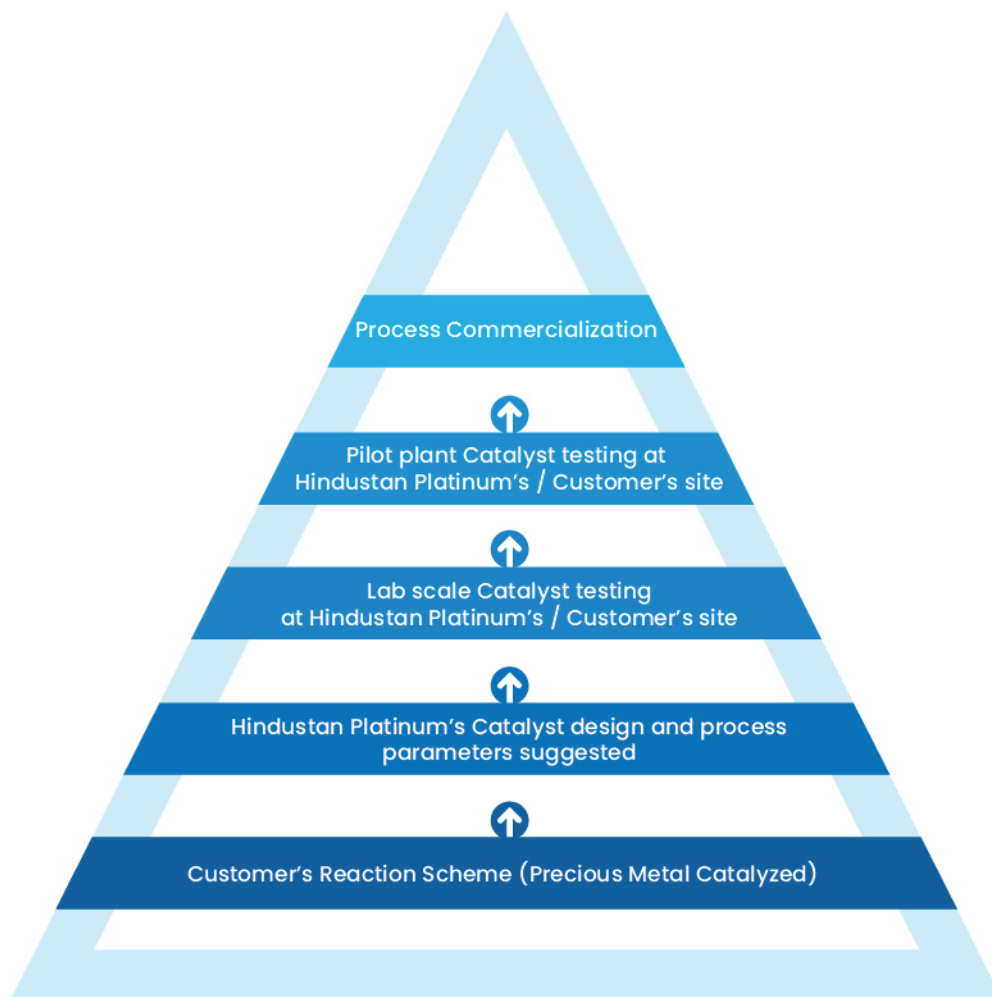 Process Commercialization
Pilot plant Catalyst testing at
Hindustan Platinum’s / Customer’s site
Lab scale Catalyst testing
at Hindustan Platinum’s / Customer’s site
Hindustan Platinum’s Catalyst design and process
parameters suggested
Customer’s Reaction Scheme (Precious Metal Catalyzed)